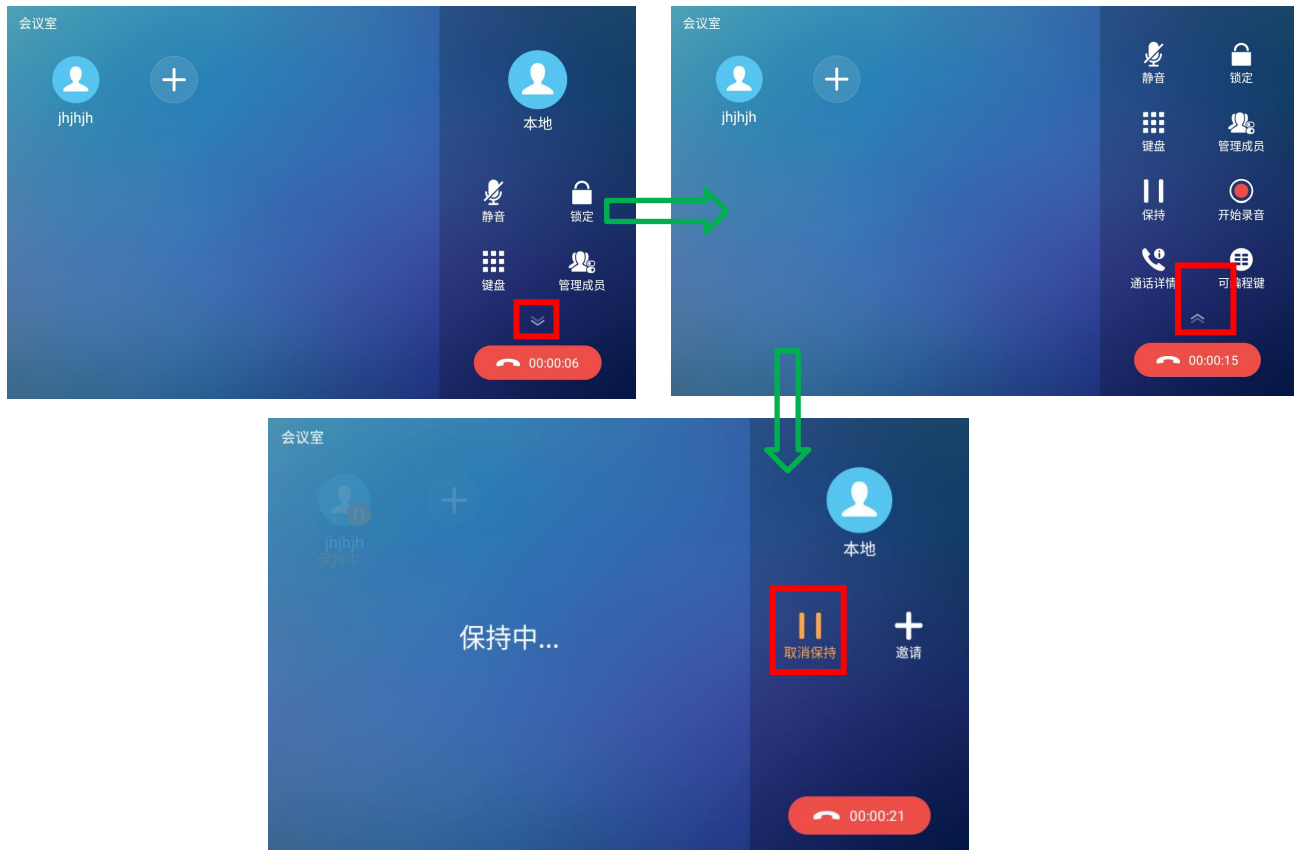 会议室
jhjhjh
本地
静音 锁定
键盘 管理成员
00:00:06
会议室
jhjhjh
静音 锁定
键盘 管理成员
保持 开始录音
通话详情 可编程键
00:00:15
会议室
jhjhjh
保持中...
本地
保持中...
取消保持 邀请
00:00:21